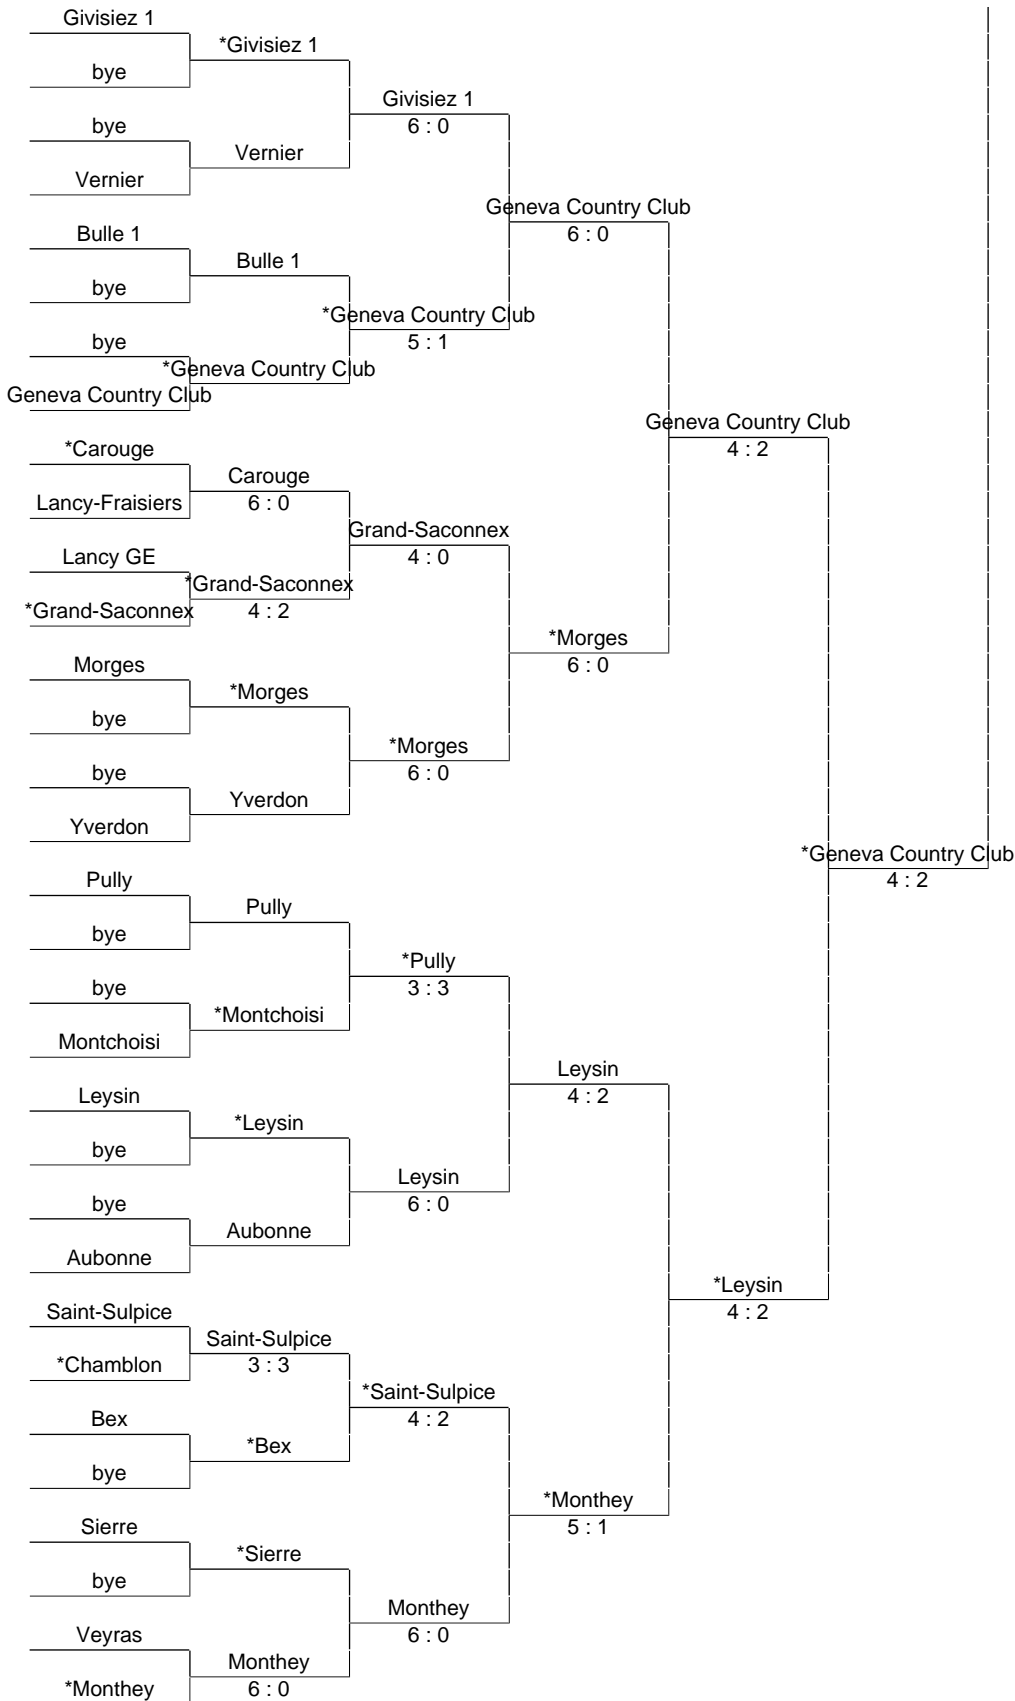 Givisiez 1
*Givisiez 1
bye
Givisiez 1
6 : 0
bye
Vernier
Vernier
Geneva Country Club
6 : 0
Bulle 1
Bulle 1
bye
*Geneva Country Club
5 : 1
bye
*Geneva Country Club
Geneva Country Club
Geneva Country Club
4 : 2
*Carouge
Carouge
6 : 0
Lancy-Fraisiers
Grand-Saconnex
4 : 0
Lancy GE
*Grand-Saconnex
4 : 2
*Grand-Saconnex
*Morges
6 : 0
Morges
*Morges
bye
*Morges
6 : 0
bye
Yverdon
Yverdon
*Geneva Country Club
4 : 2
Pully
Pully
bye
*Pully
3 : 3
bye
*Montchoisi
Montchoisi
Leysin
4 : 2
Leysin
*Leysin
bye
Leysin
6 : 0
bye
Aubonne
Aubonne
*Leysin
4 : 2
Saint-Sulpice
Saint-Sulpice
3 : 3
*Chamblon
*Saint-Sulpice
4 : 2
Bex
*Bex
bye
*Monthey
5 : 1
Sierre
*Sierre
bye
Monthey
6 : 0
Veyras
Monthey
6 : 0
*Monthey